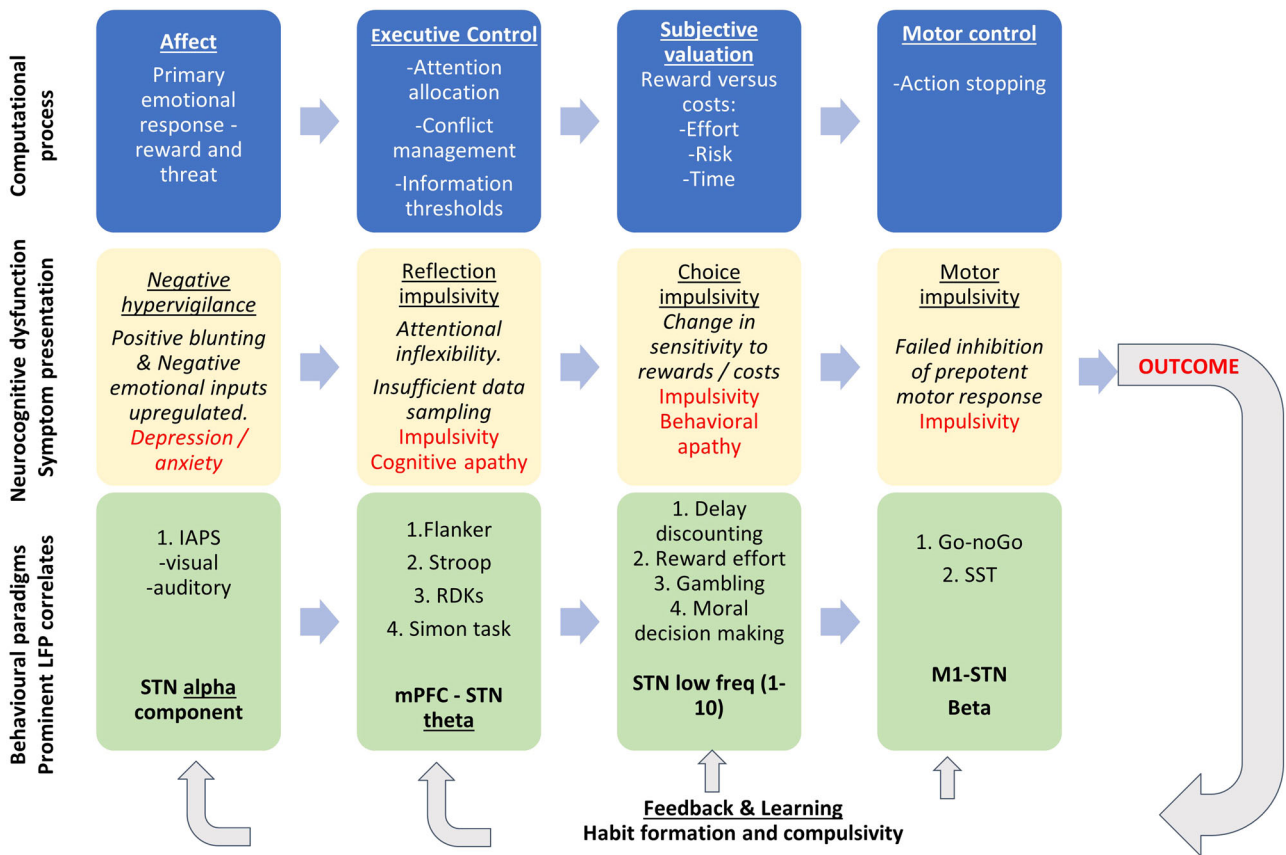 Computational
process
Affect
Primary
emotional
response -
reward and
threat
Executive Control
-Attention
allocation
-Conflict
management
-Information
thresholds
Subjective
valuation
Reward versus
costs:
-Effort
-Risk
-Time
Motor control
-Action stopping
Neurocognitive dysfunction
Symptom presentation
Negative
hypervigilance
Positive blunting
& Negative
emotional inputs
upregulated.
Depression /
anxiety
Reflection
impulsivity
Attentional
inflexibility.
Insufficient data
sampling
Impulsivity
Cognitive apathy
Choice
impulsivity
Change in
sensitivity to
rewards / costs
Impulsivity
Behavioral
apathy
Motor
impulsivity
Failed inhibition
of prepotent
motor response
Impulsivity
OUTCOME
Behavioural paradigms
Prominent LFP correlates
1. IAPS
-visual
-auditory
STN alpha
component
1.Flanker
2. Stroop
3. RDKs
4. Simon task
mPFC - STN
theta
1. Delay
discounting
2. Reward effort
3. Gambling
4. Moral
decision making
STN low freq (1-
10)
1. Go-noGo
2. SST
M1-STN
Beta
Feedback & Learning
Habit formation and compulsivity